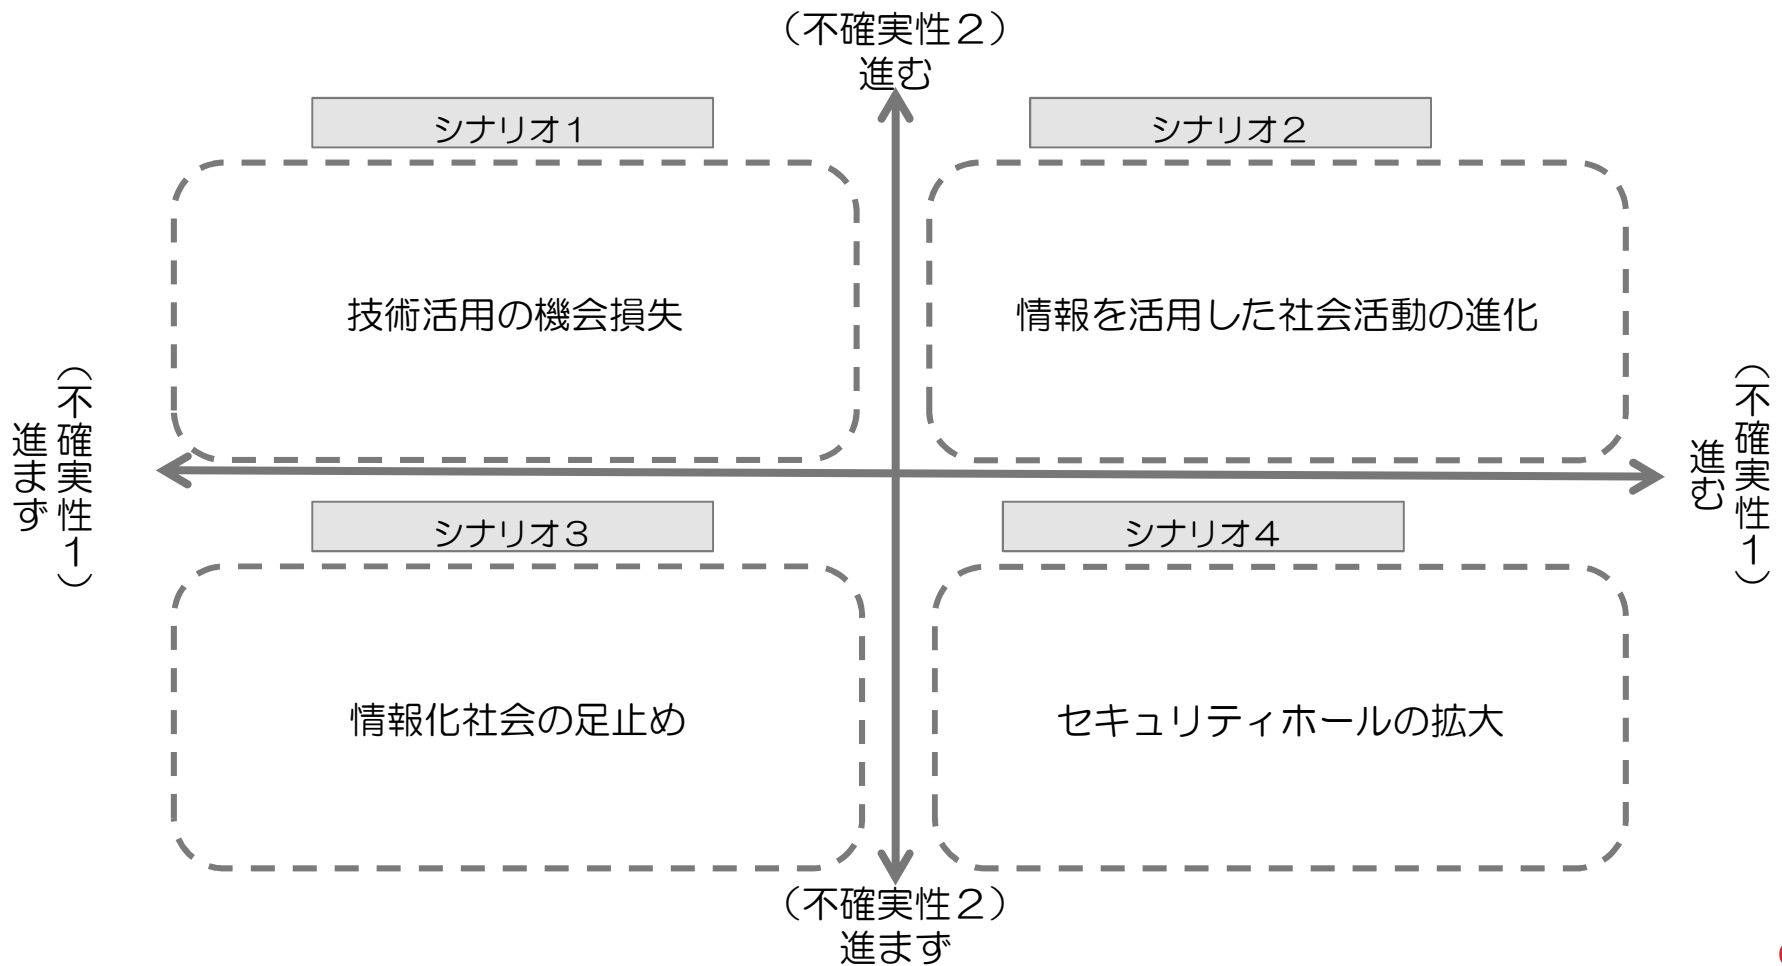 （不確実性２）
進む
シナリオ１
シナリオ２
技術活用の機会損失
情報を活用した社会活動の進化
（不確実性１）
進まず
（不確実性１）
進む
シナリオ３
シナリオ４
情報化社会の足止め
セキュリティホールの拡大
（不確実性２）
進まず